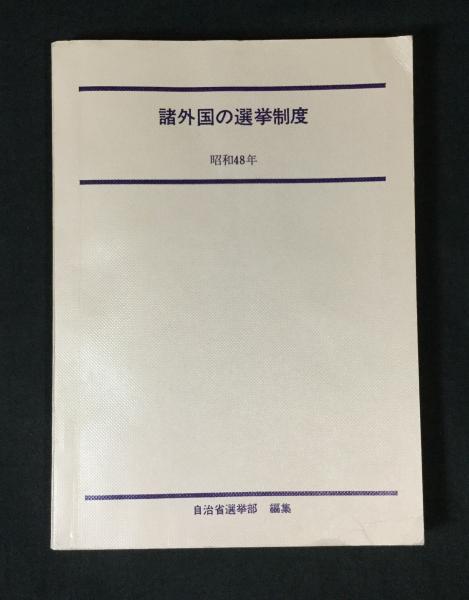 諸外国の選挙制度
昭和48年
自治省選挙部 編集